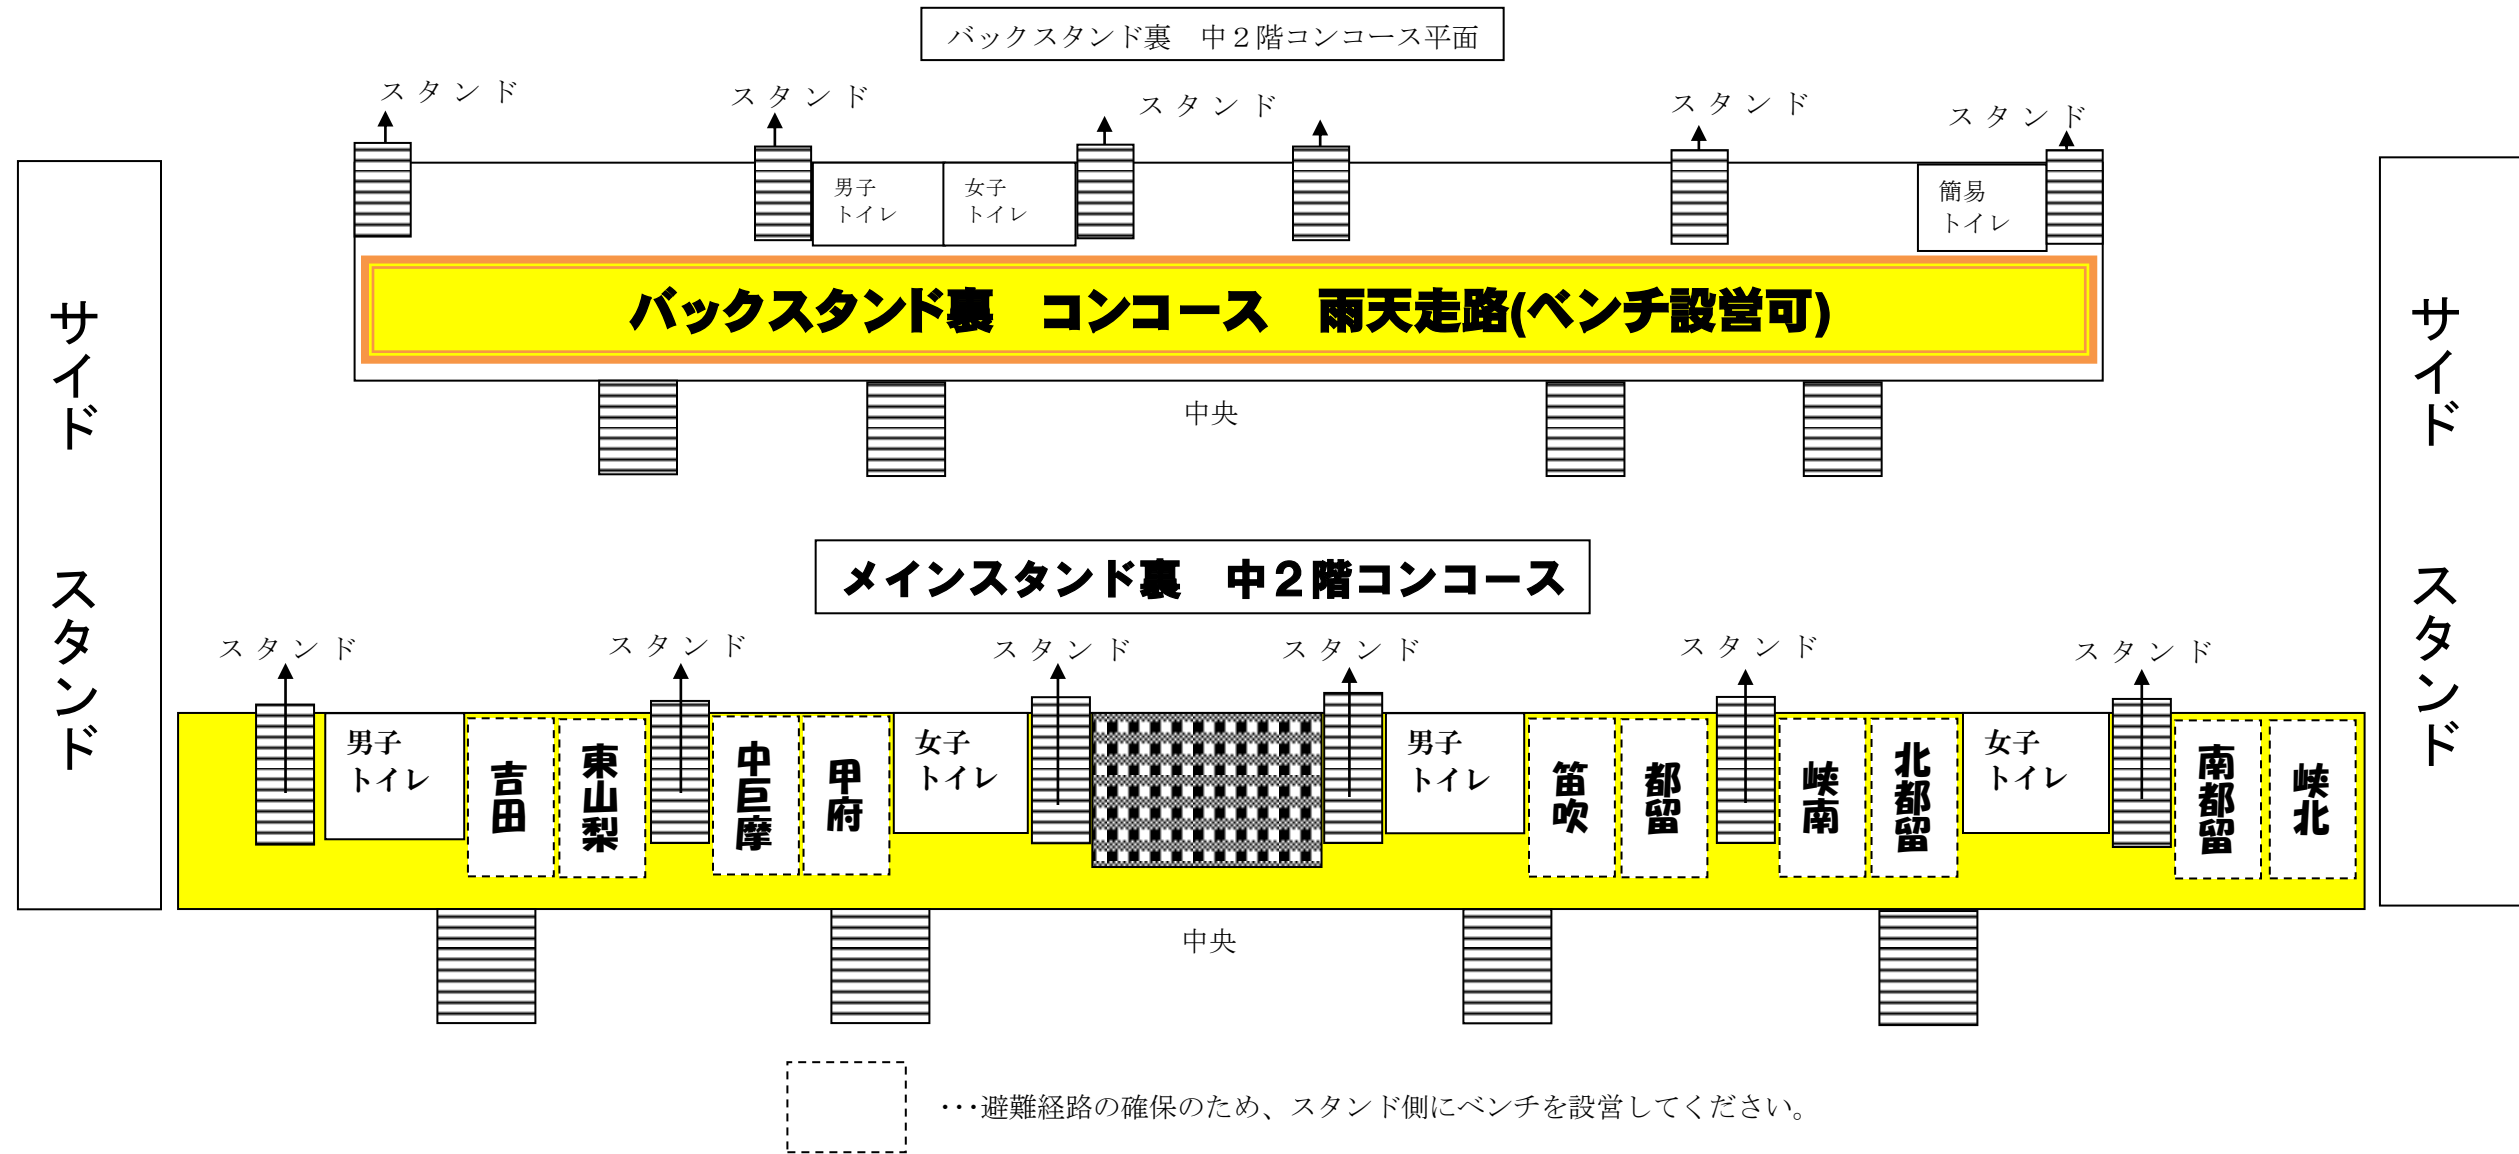 バックスタンド裏　中２階コンコース平面
スタンド
スタンド
スタンド
スタンド
スタンド
男子
トイレ
女子
トイレ
簡易
トイレ
バックスタンド裏　コンコース　雨天走路(ベンチ設営可)
中央
サイド　スタンド
サイド　スタンド
メインスタンド裏　中２階コンコース
スタンド
スタンド
スタンド
スタンド
スタンド
スタンド
男子
トイレ
吉田
東山梨
中巨摩
甲府
女子
トイレ
男子
トイレ
笛吹
都留
峡南
北都留
女子
トイレ
南都留
峡北
中央
･･･避難経路の確保のため、スタンド側にベンチを設営してください。